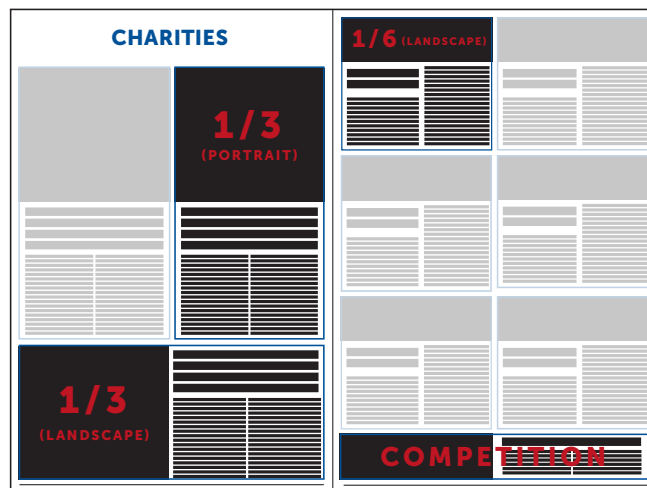 CHARITIES
1/3
(PORTRAIT)
1/3
(LANDSCAPE)
1/6 (LANDSCAPE)
COMPETITION